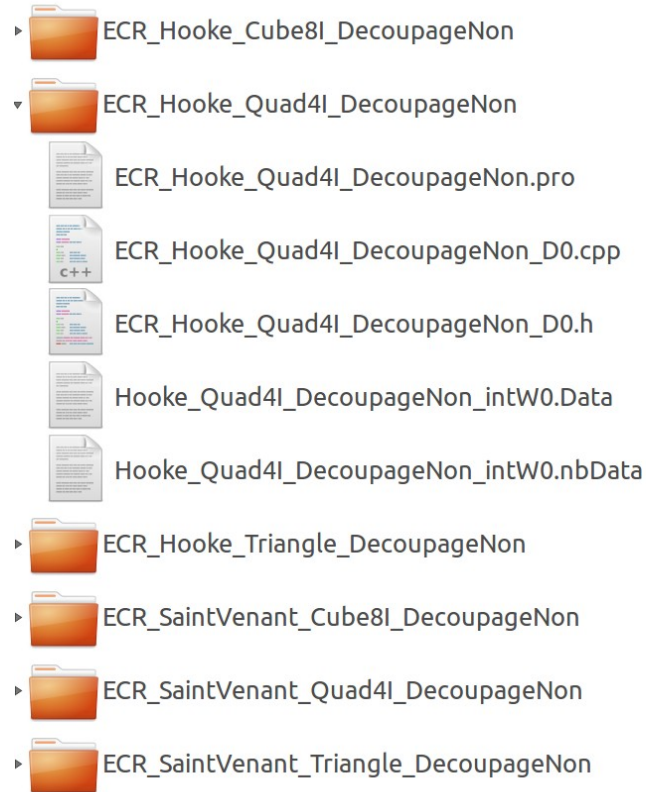 ECR_Hooke_Cube8I_DecoupageNon
ECR_Hooke_Quad4I_DecoupageNon
ECR_Hooke_Quad4I_DecoupageNon.pro
ECR_Hooke_Quad4I_DecoupageNon_D0.cpp
c++
ECR_Hooke_Quad4I_DecoupageNon_D0.h
Hooke_Quad4I_DecoupageNon_intW0.Data
Hooke_Quad4I_DecoupageNon_intW0.nbData
ECR_Hooke_Triangle_DecoupageNon
ECR_SaintVenant_Cube8I_DecoupageNon
ECR_SaintVenant_Quad4I_DecoupageNon
ECR_SaintVenant_Triangle_DecoupageNon